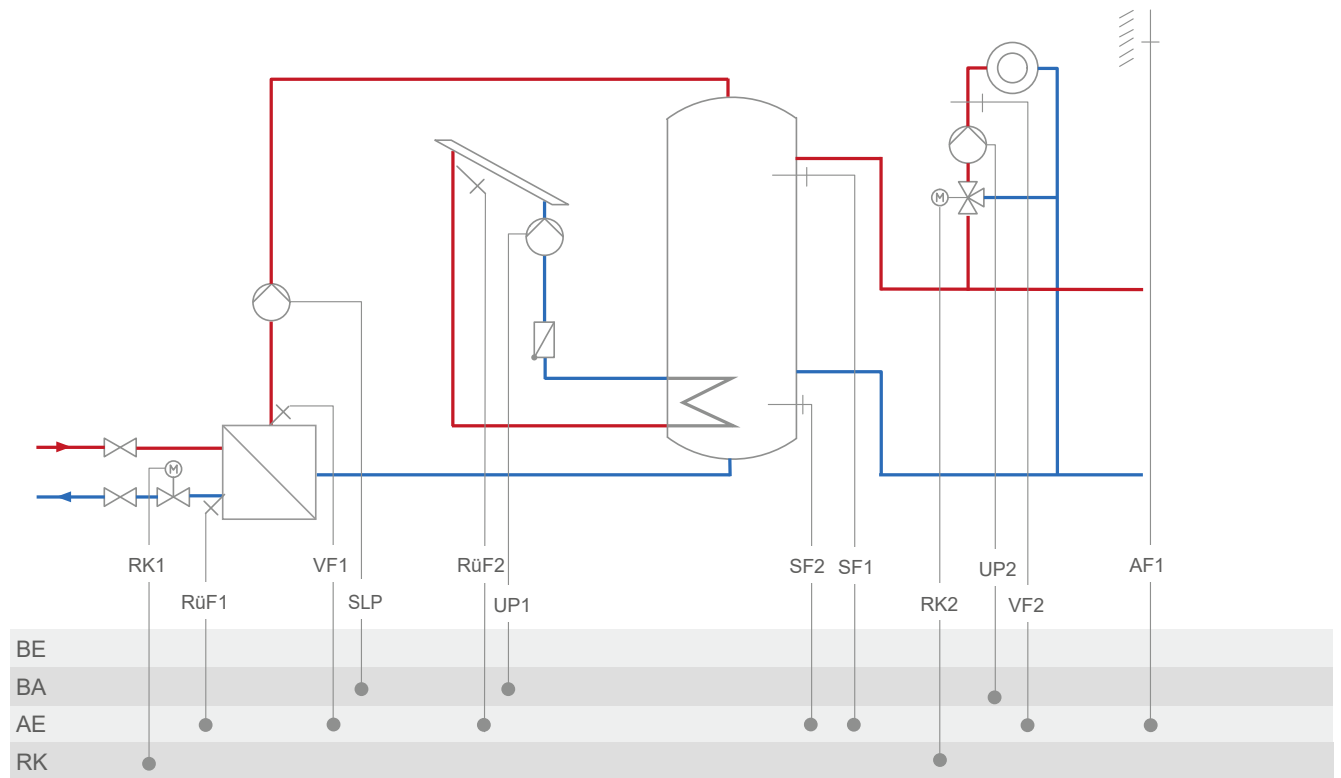 M
M
RK1
VF1
RüF2
SF2
SF1
UP2
AF1
RüF1
SLP
UP1
RK2
VF2
BE
BA
AE
RK